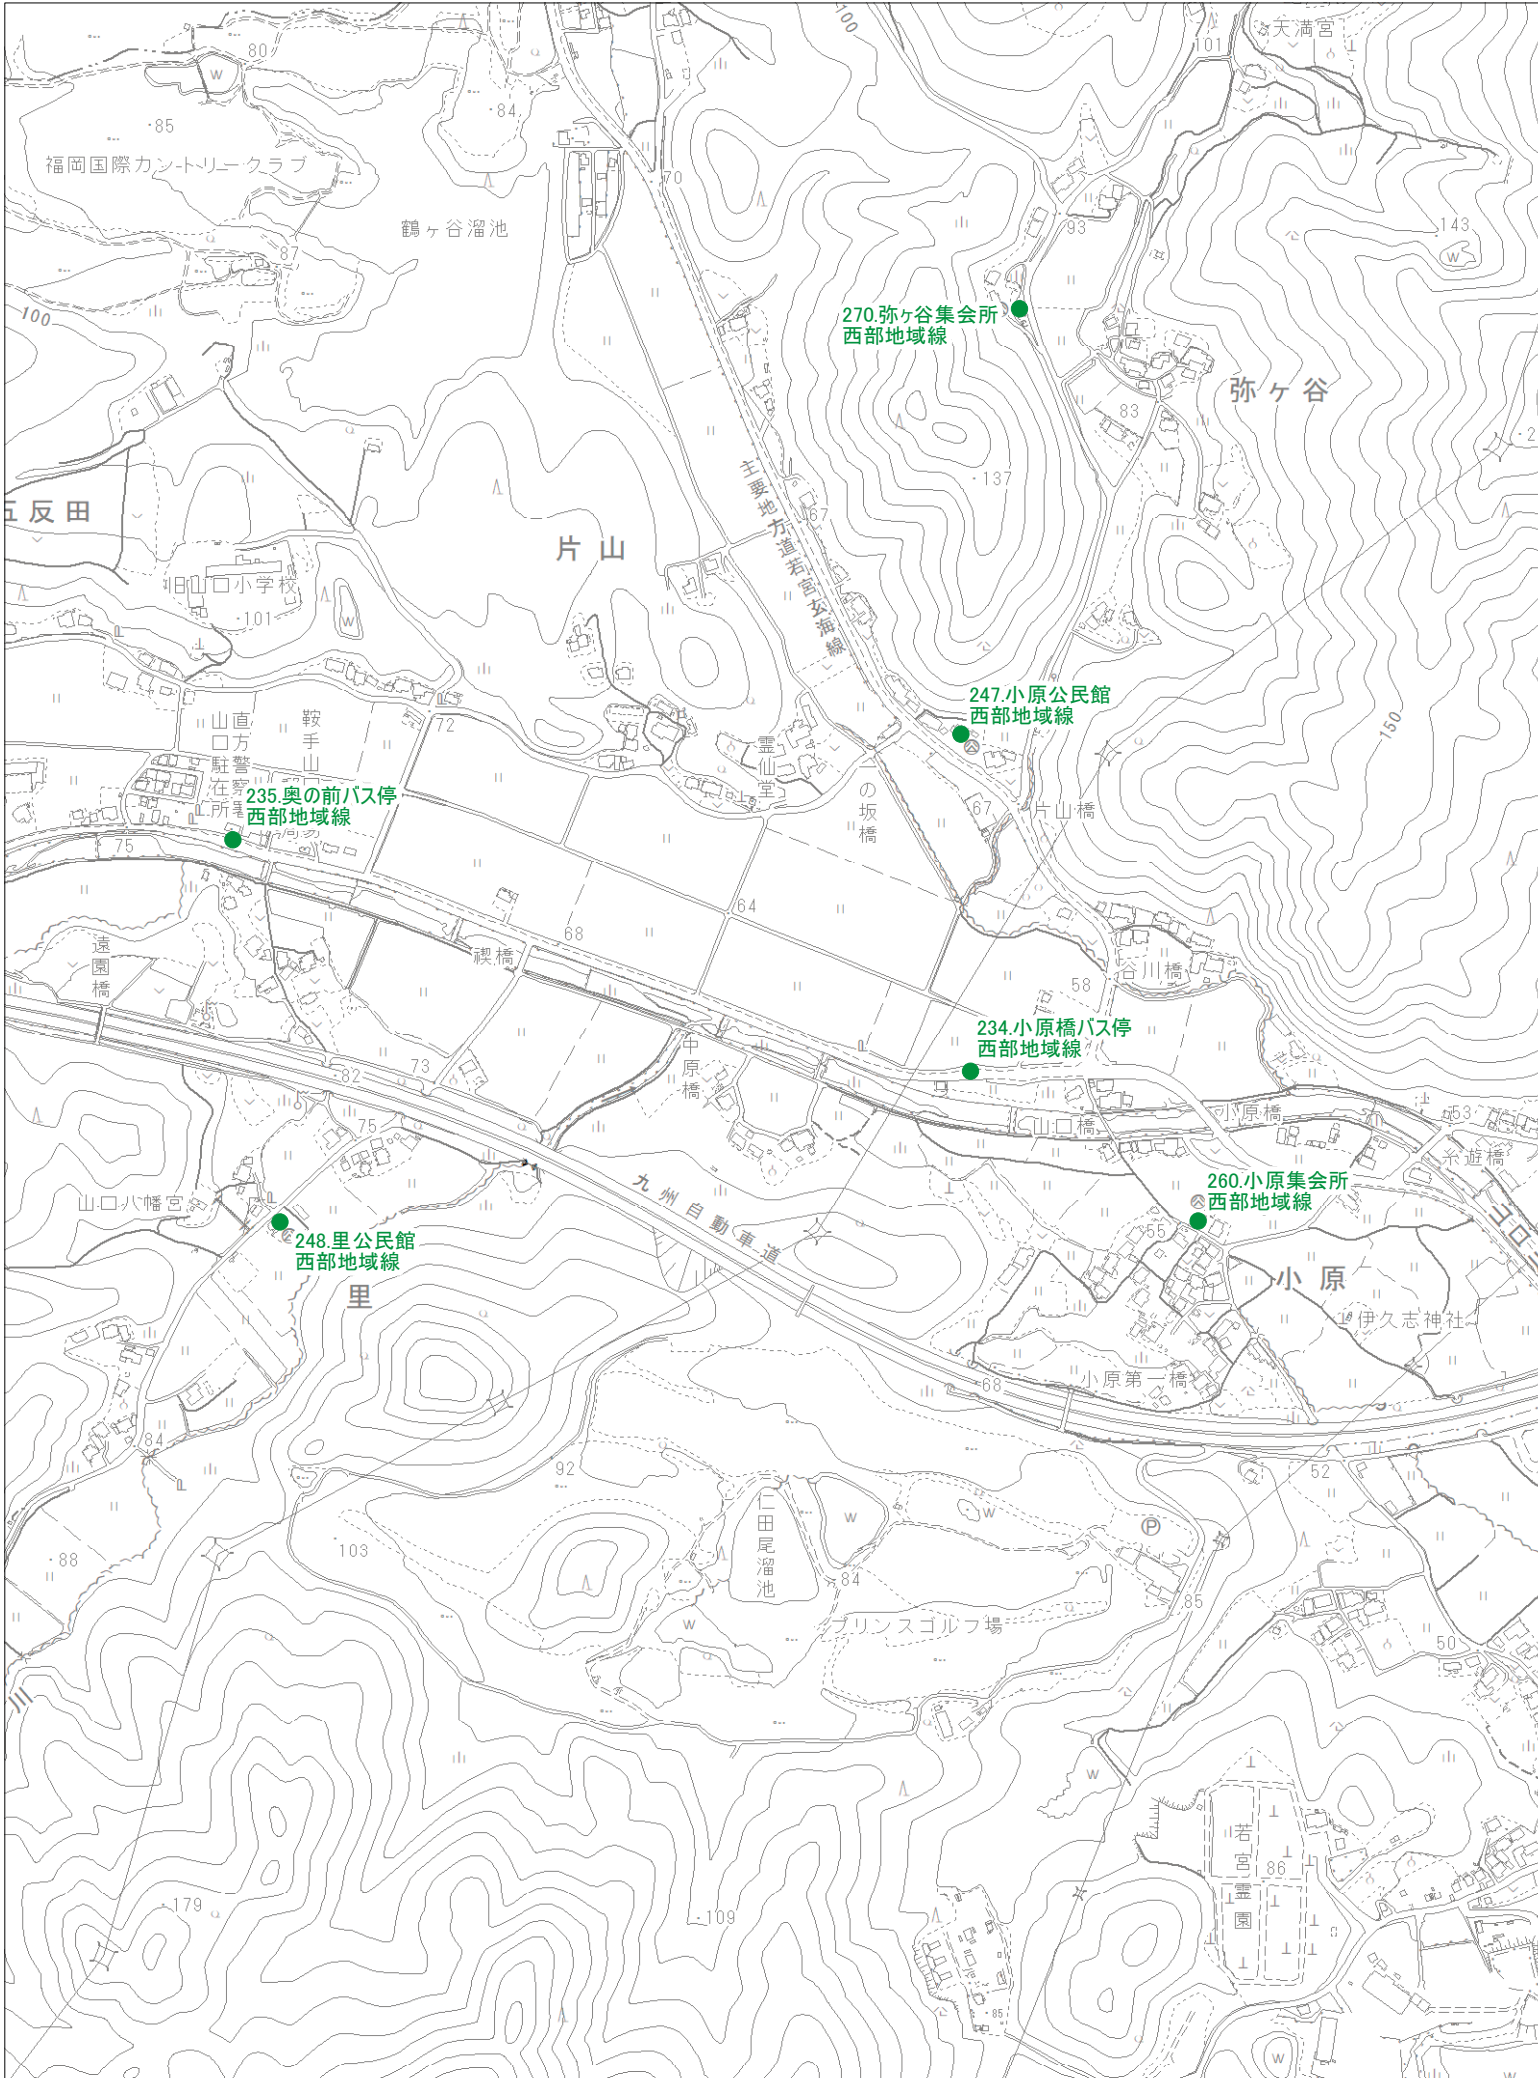 100
天満宮
101
80
W
84
85
福岡国際カントリークラブ
70
鶴ヶ谷溜池
93
143
W
87
100
270.弥ヶ谷集会所
西部地域線
弥ヶ谷
83
137
主要地方道若宮玄海線
67
五反田
片山
旧山口小学校
101
W
247.小原公民館
西部地域線
150
72
直方警察署
山口駐在所
鞍手山口
霊仙堂
の坂橋
67
片山橋
235.奥の前バス停
西部地域線
75
64
68
遠園橋
禊橋
谷川橋
58
234.小原橋バス停
西部地域線
中原橋
82
73
小原橋
53
山口橋
75
糸遊橋
260.小原集会所
西部地域線
九州自動車道
山口八幡宮
55
山口
248.里公民館
西部地域線
里
小原
伊久志神社
68
小原第一橋
84
92
52
仁田尾溜池
W
W
P
103
88
84
85
W
プリンスゴルフ場
50
川
W
若宮霊園
86
179
109
85
W
W